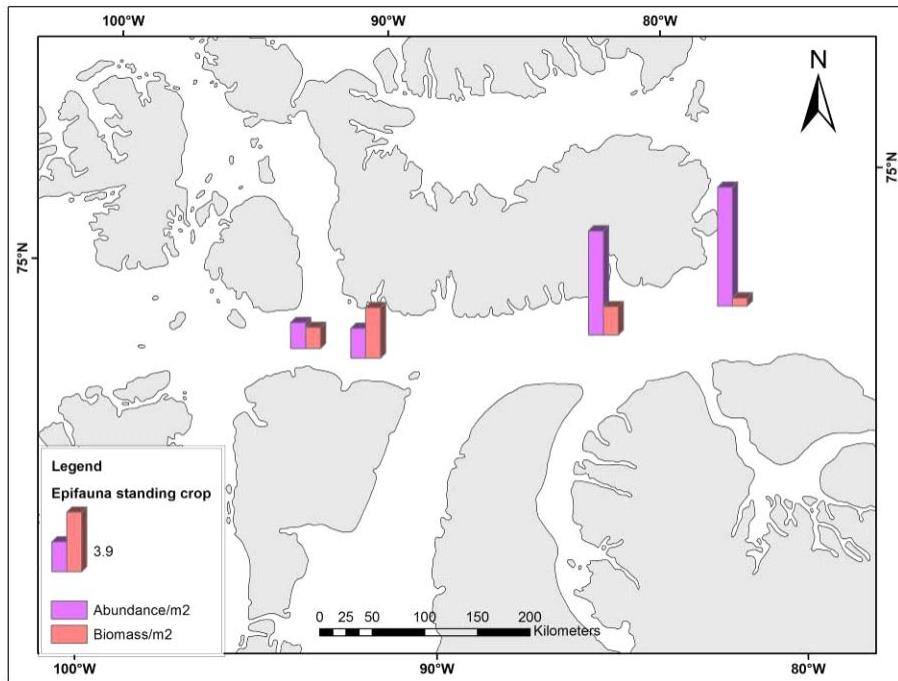 100°W 90°W 80°W
N
75°N
75°N
Legend
Epifauna standing crop
3.9
Abundance/m2
Biomass/m2
0 25 50 100 150 200
Kilometers
100°W 90°W 80°W